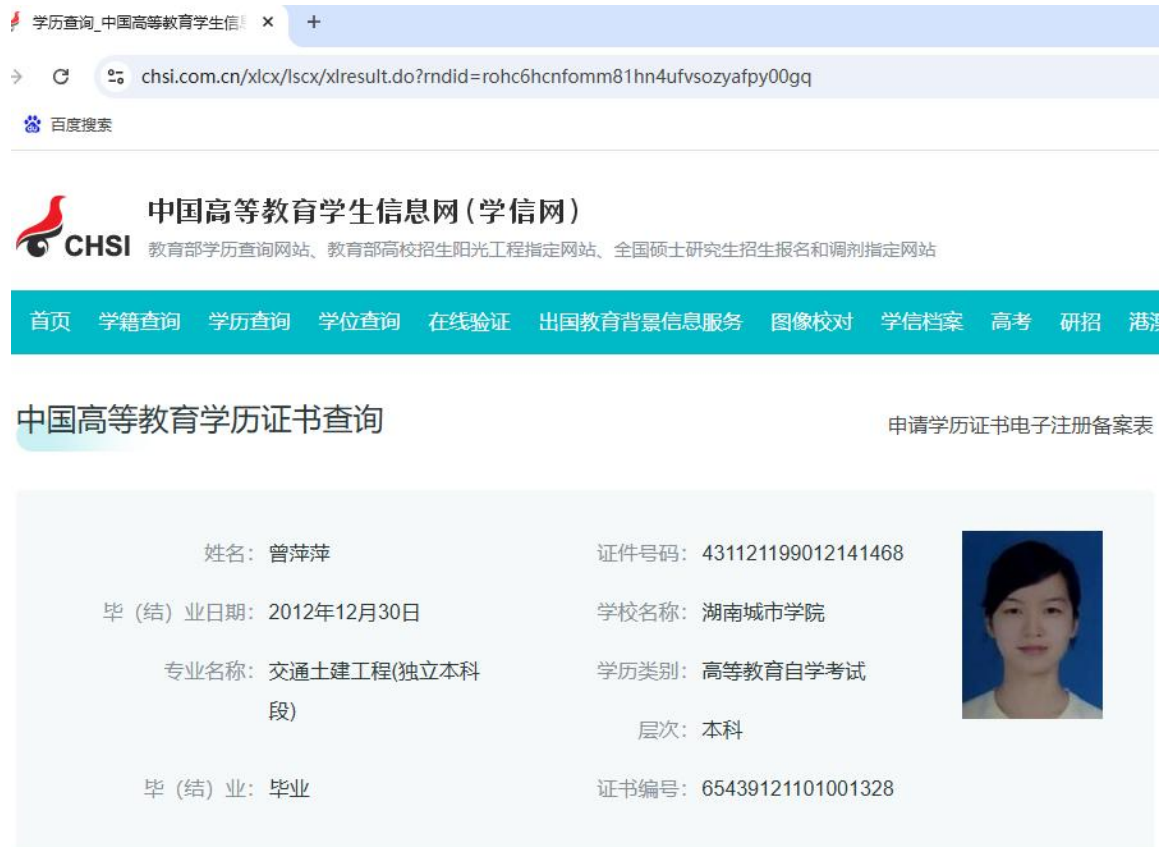 学历查询_中国高等教育学生信
chsi.com.cn/xlcx/lscx/xlresult.do?rndid=rohc6hcnfomm81hn4ufvsozyafpy00gq
百度搜索
中国高等教育学生信息网(学信网)
CHSI 教育部学历查询网站、教育部高校招生阳光工程指定网站、全国硕士研究生招生报名和调剂指定网站
首页 学籍查询 学历查询 学位查询 在线验证 出国教育背景信息服务 图像校对 学信档案 高考 研招 港澳
中国高等教育学历证书查询
申请学历证书电子注册备案表
姓名: 曾萍萍 证件号码: 431121199012141468
毕 (结) 业日期: 2012年12月30日 学校名称: 湖南城市学院
专业名称: 交通土建工程(独立本科 学历类别: 高等教育自学考试
段)
层次: 本科
毕 (结) 业: 毕业 证书编号: 65439121101001328